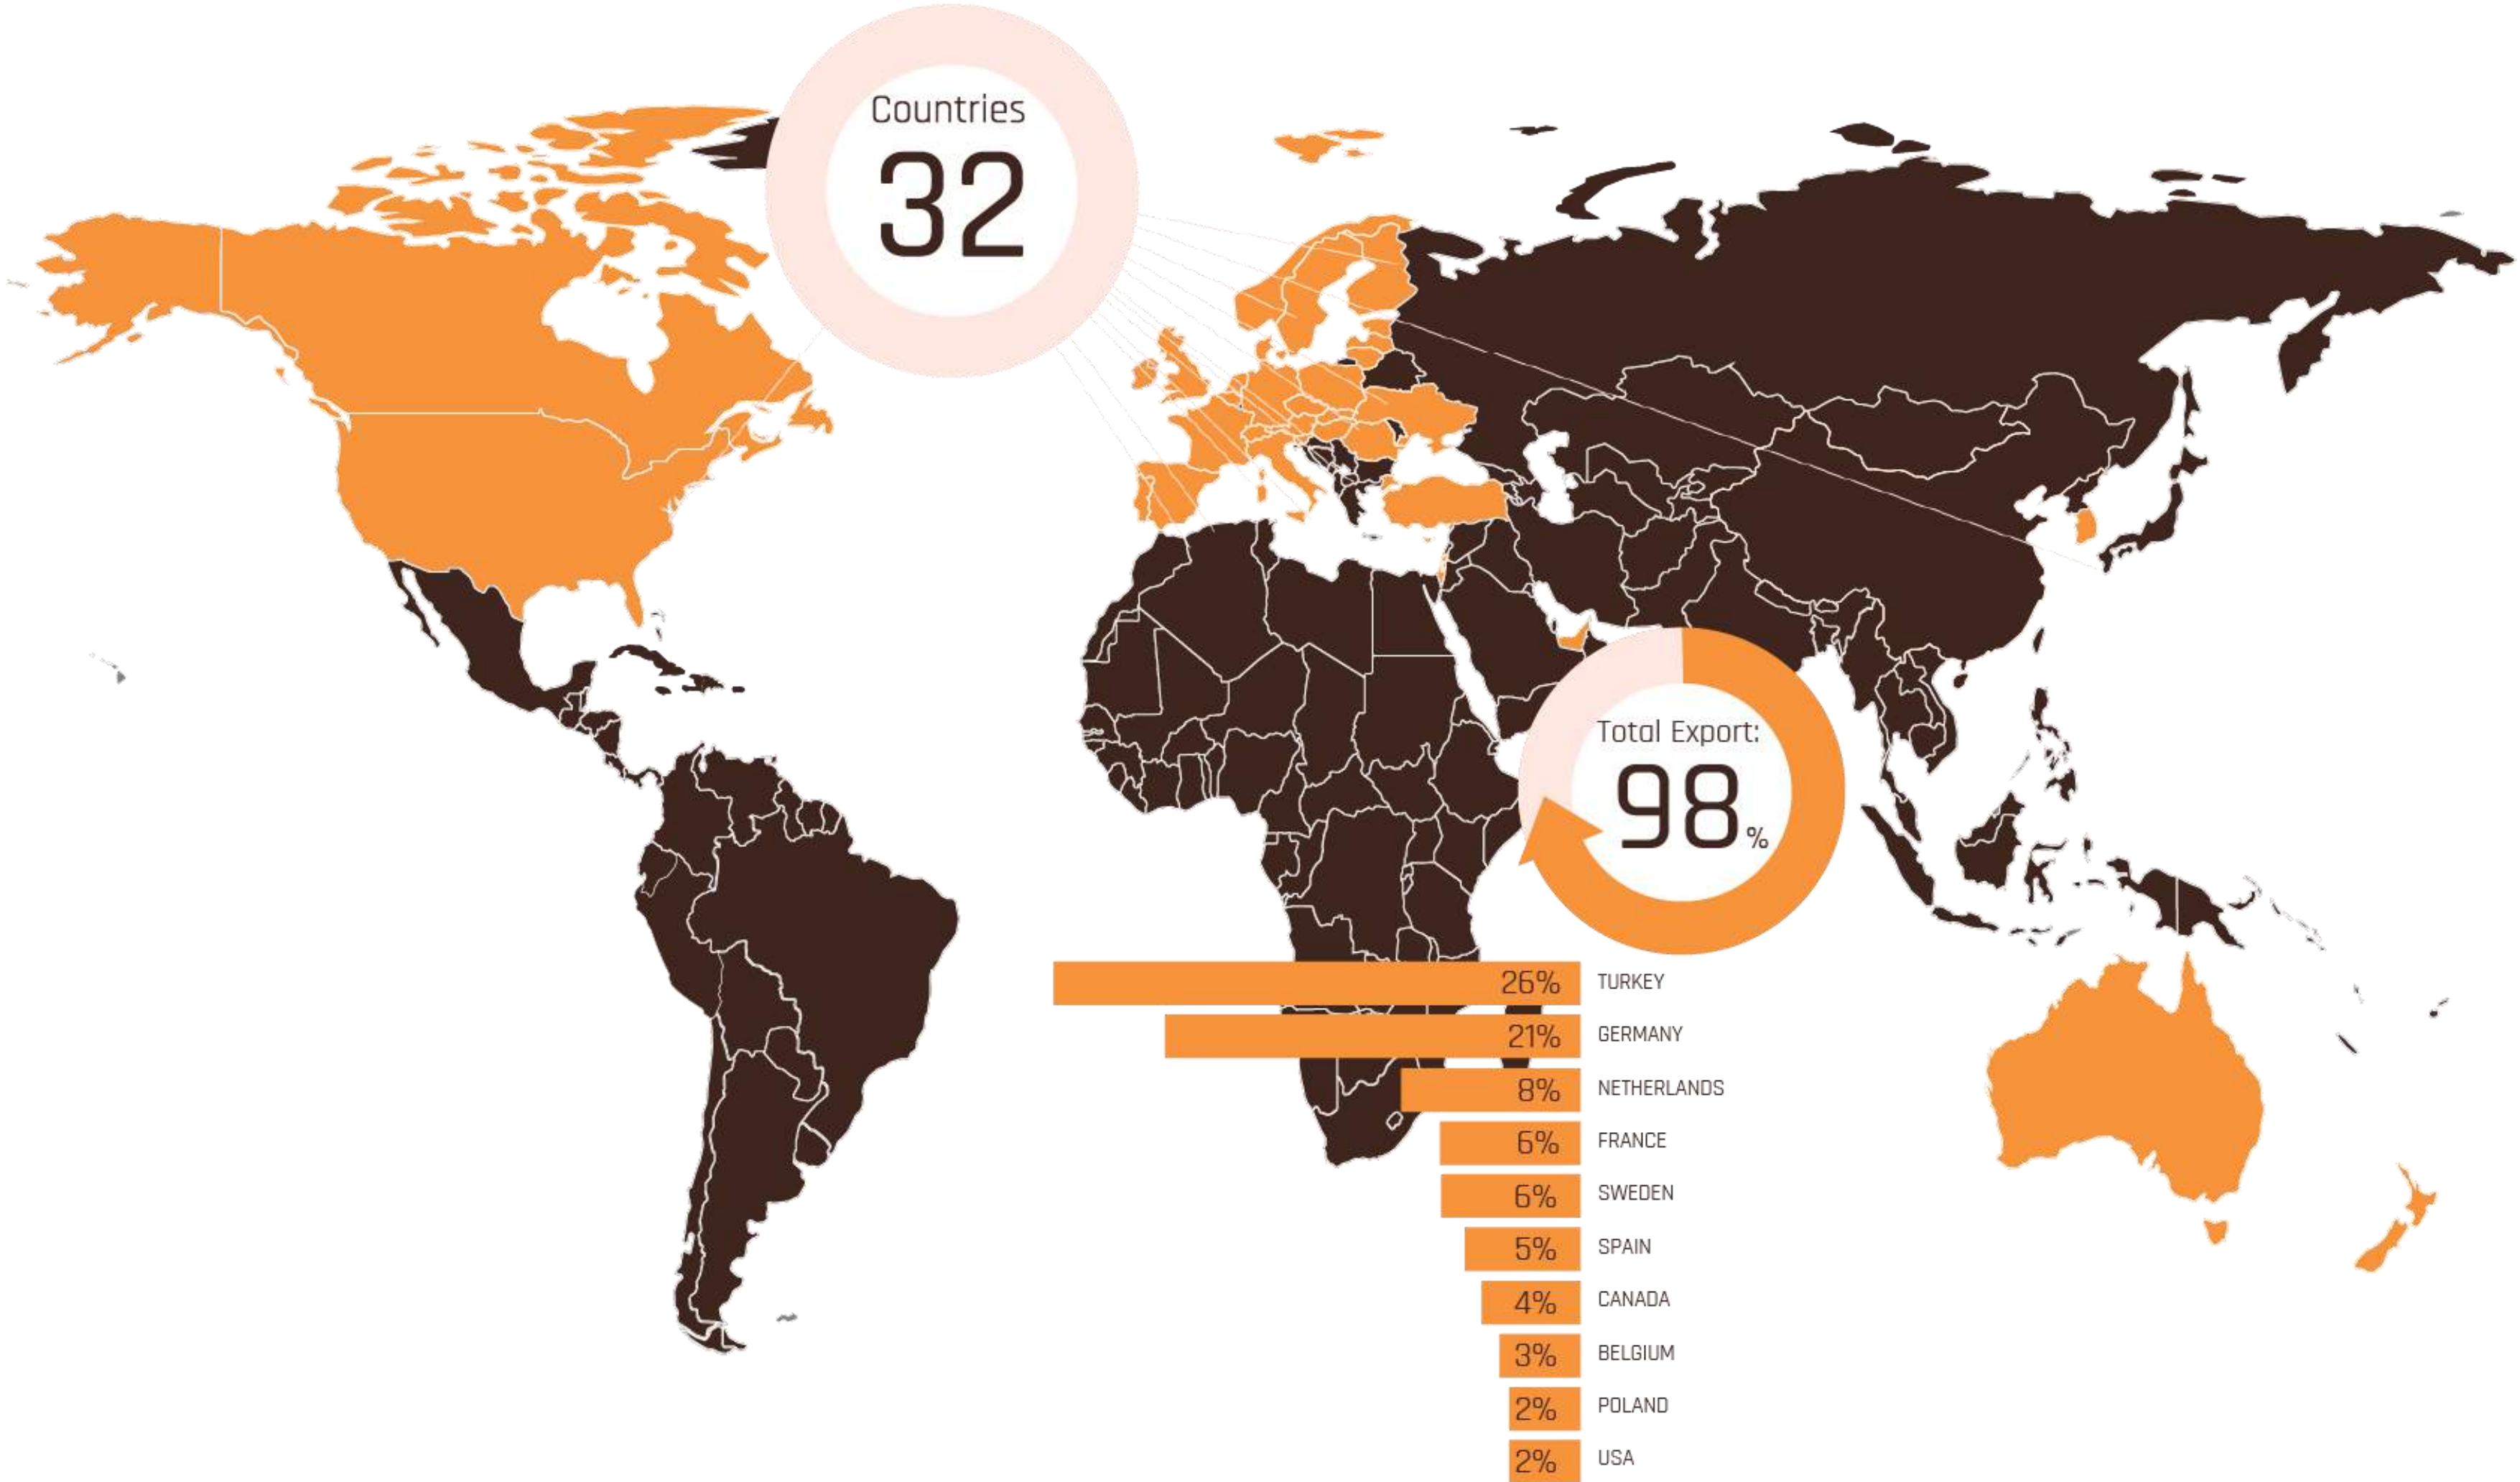 Countries
32
Total Export:
98%
26% TURKEY
21% GERMANY
8% NETHERLANDS
6% FRANCE
6% SWEDEN
5% SPAIN
4% CANADA
3% BELGIUM
2% POLAND
2% USA